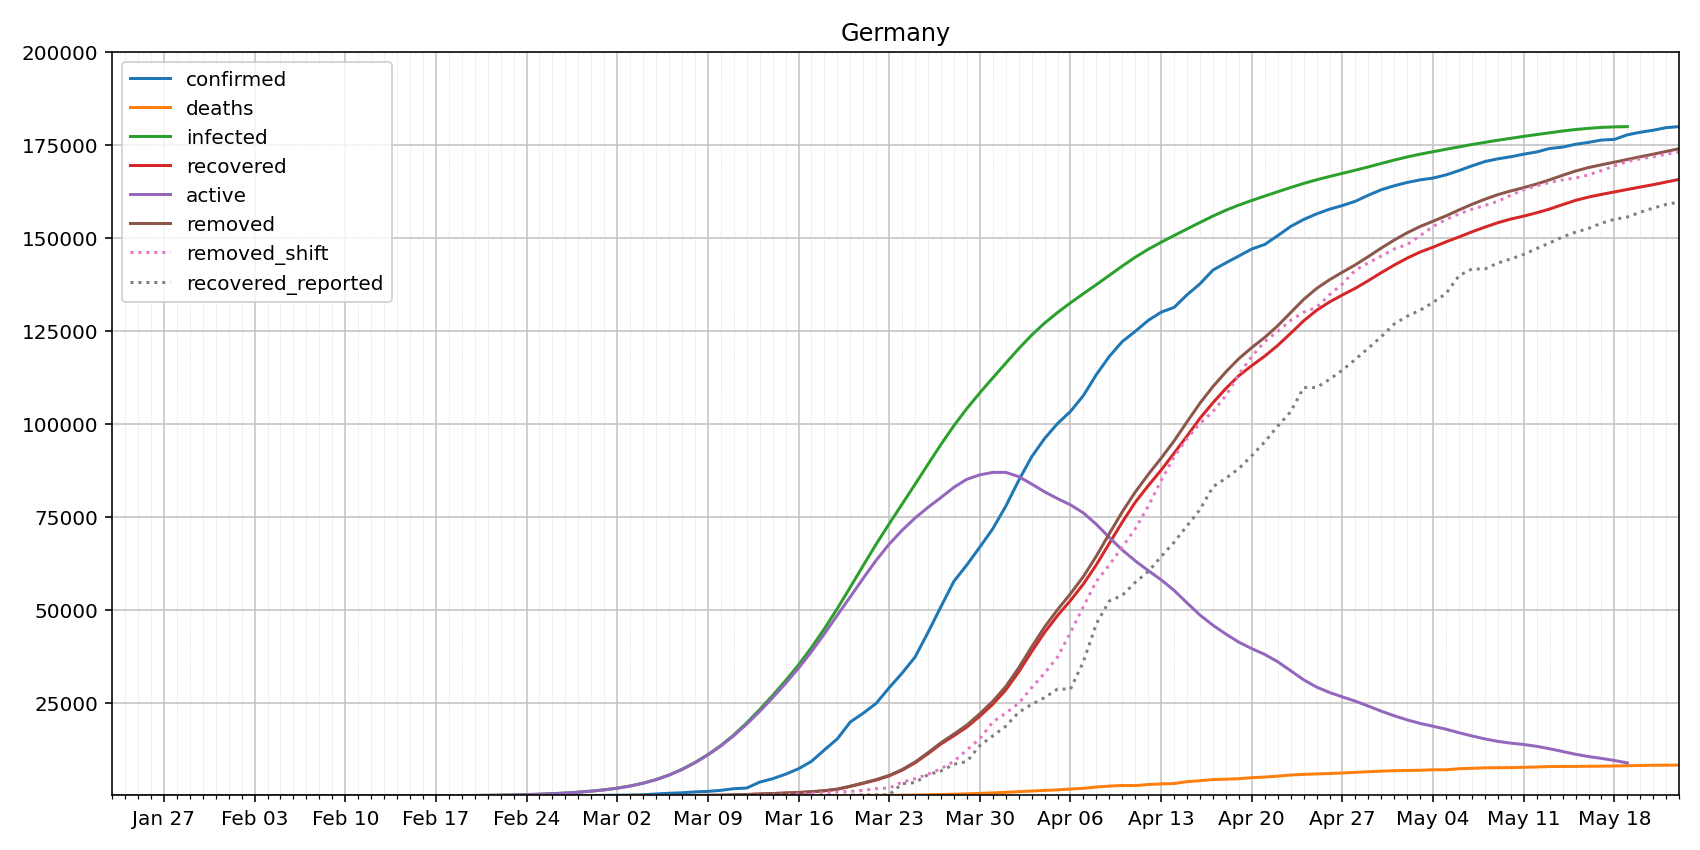 Germany
200000
175000
150000
125000
100000
75000
50000
25000
confirmed
deaths
infected
recovered
active
removed
removed_shift
recovered_reported
Jan 27 Feb 03 Feb 10 Feb 17 Feb 24 Mar 02 Mar 09 Mar 16 Mar 23 Mar 30 Apr 06 Apr 13 Apr 20 Apr 27 May 04 May 11 May 18